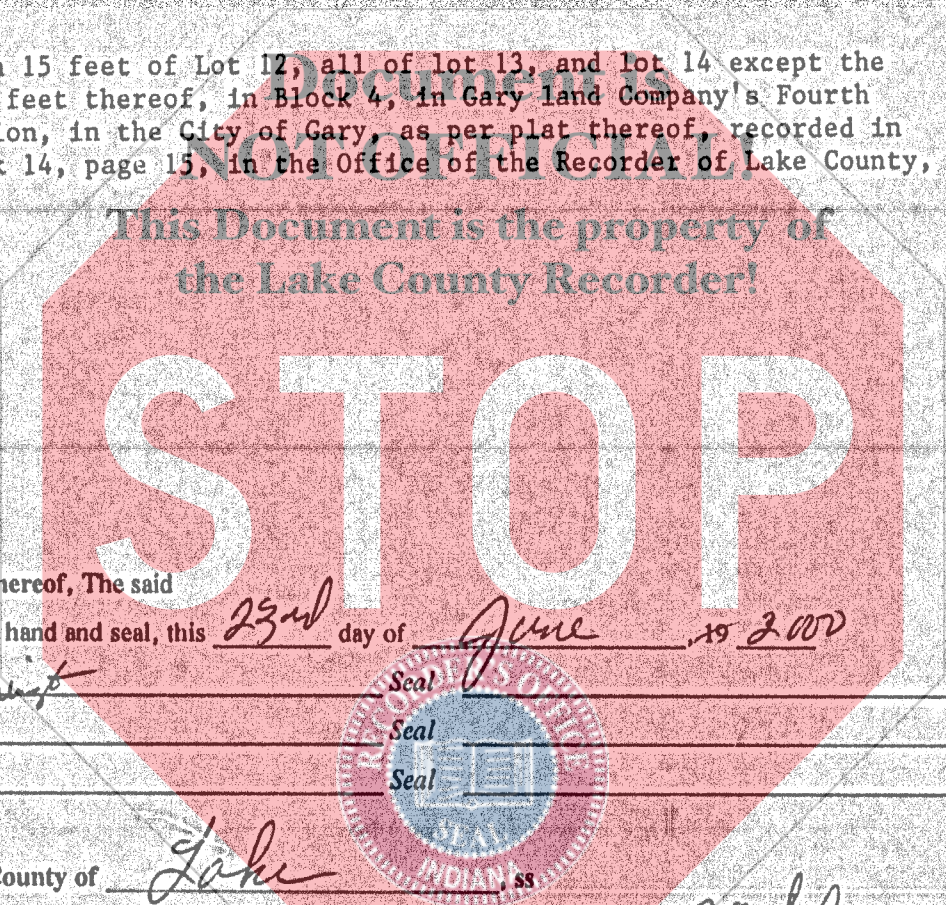 15 feet of Lot 12, all of lot 13, and lot 14 except the
feet thereof, in Block 4, in Gary land Company's Fourth
ion, in the City of Gary, as per plat thereof, recorded in
14, page 15, in the Office of the Recorder of Lake County,
Document is
NOT OFFICIAL!
This Document is the property of
the Lake County Recorder!
STOP
hereof, The said
hand and seal, this 23rd day of June , 19 2000
Seal
Seal
Seal
RECORDER'S OFFICE
SEAL
INDIANA
County of Lake , ss